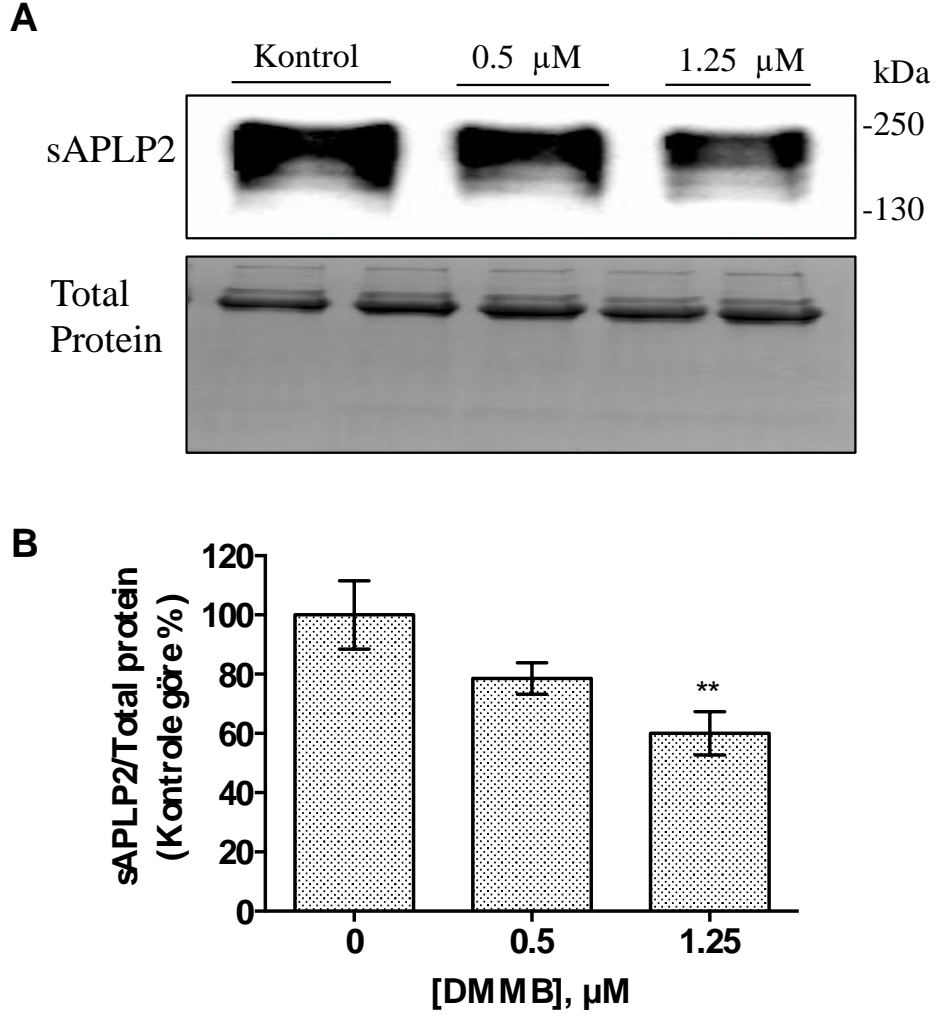 A
Kontrol 0.5 µM 1.25 µM kDa
-250
sAPLP2
-130
Total
Protein
B
sAPLP2/Total protein
(Kontrole göre %)
120
100
80
60
40
20
0
**
0 0.5 1.25
[DMMB], µM